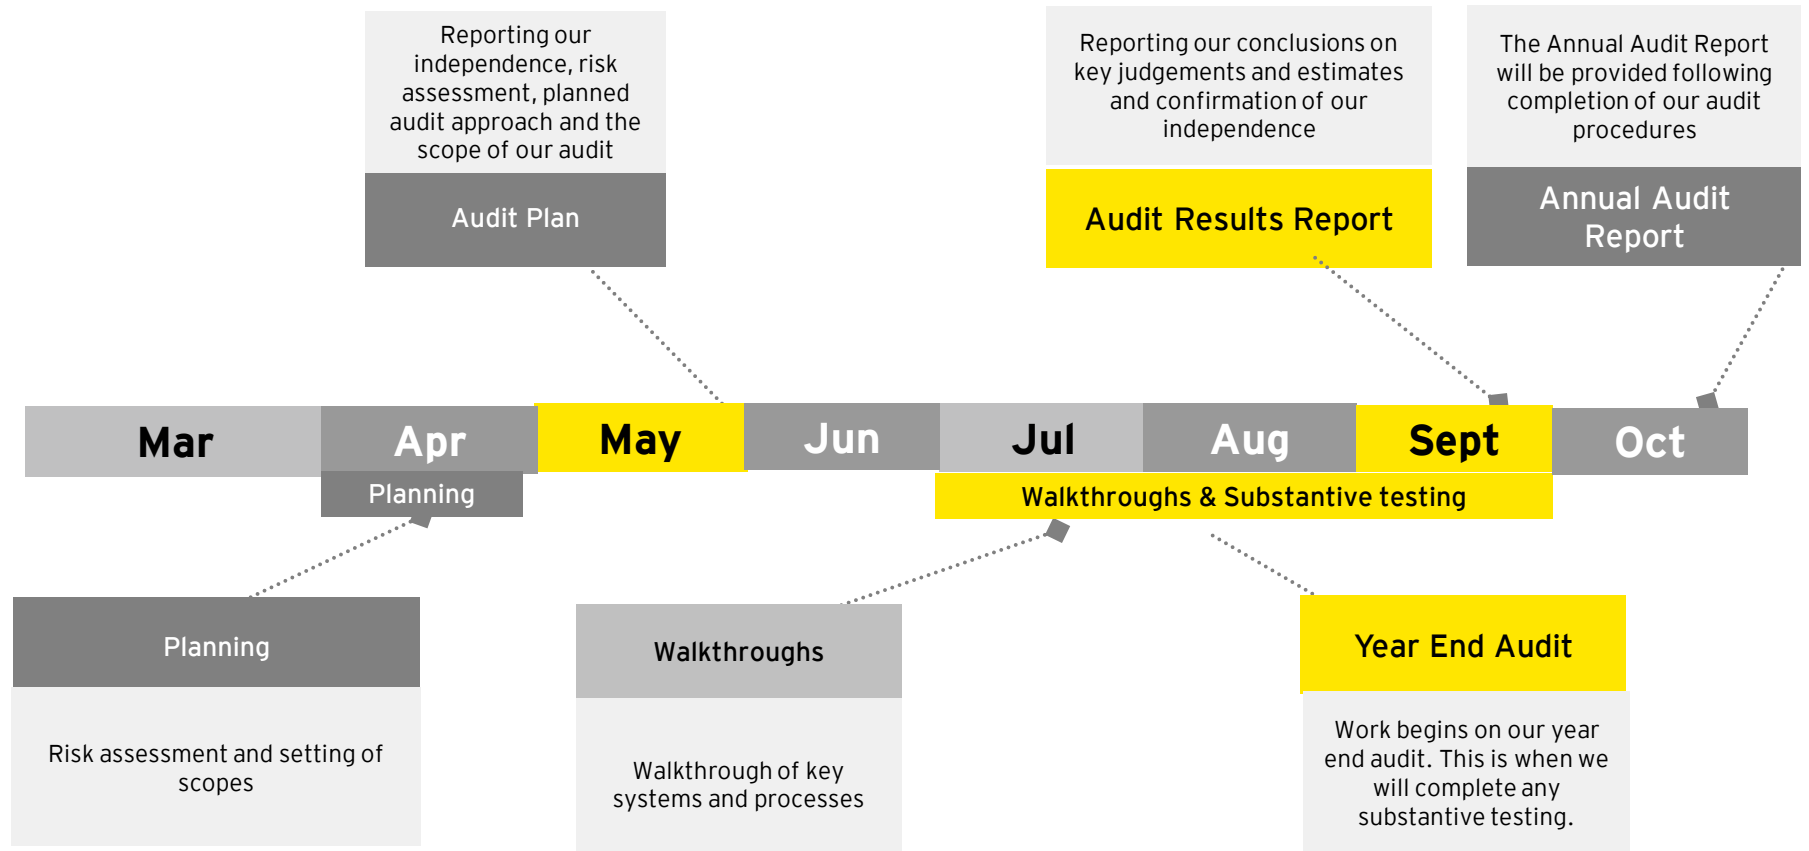 Reporting our
independence, risk
assessment, planned
audit approach and the
scope of our audit
Audit Plan
Reporting our conclusions on
key judgements and estimates
and confirmation of our
independence
Audit Results Report
The Annual Audit Report
will be provided following
completion of our audit
procedures
Annual Audit
Report
Mar
Apr
May
Jun
Jul
Aug
Sept
Oct
Planning
Walkthroughs & Substantive testing
Planning
Risk assessment and setting of
scopes
Walkthroughs
Walkthrough of key
systems and processes
Year End Audit
Work begins on our year
end audit. This is when we
will complete any
substantive testing.